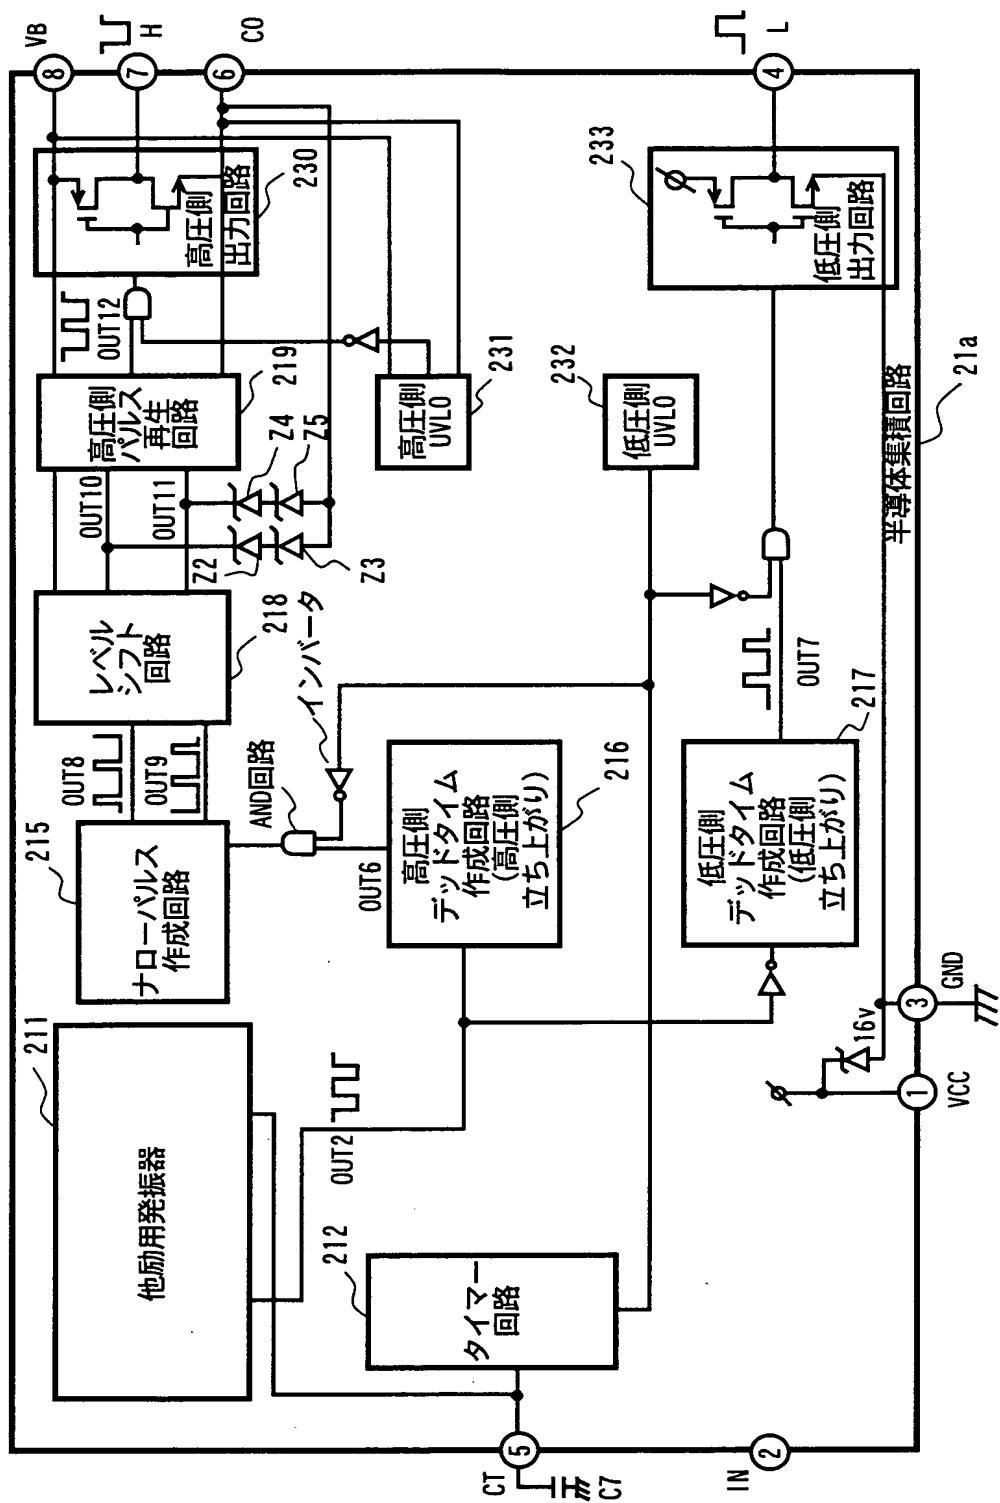 211
他励用発振器
215
ナローパルス
作成回路
OUT8
OUT9
レベル
シフト
回路
218
OUT10
OUT11
Z2
Z3
Z4
Z5
高圧側
パルス
再生
回路
219
OUT12
高圧側
出力回路
230
VB
8
H
7
CO
6
AND回路
インバータ
高圧側
UVLO
231
212
タイマー
回路
OUT2
OUT6
高圧側
デッドタイム
作成回路
(高圧側
立ち上がり)
216
低圧側
UVLO
232
233
低圧側
出力回路
L
4
CT
5
C7
IN
2
低圧側
デッドタイム
作成回路
(低圧側
立ち上がり)
217
OUT7
16v
VCC
1
GND
3
半導体集積回路
21a